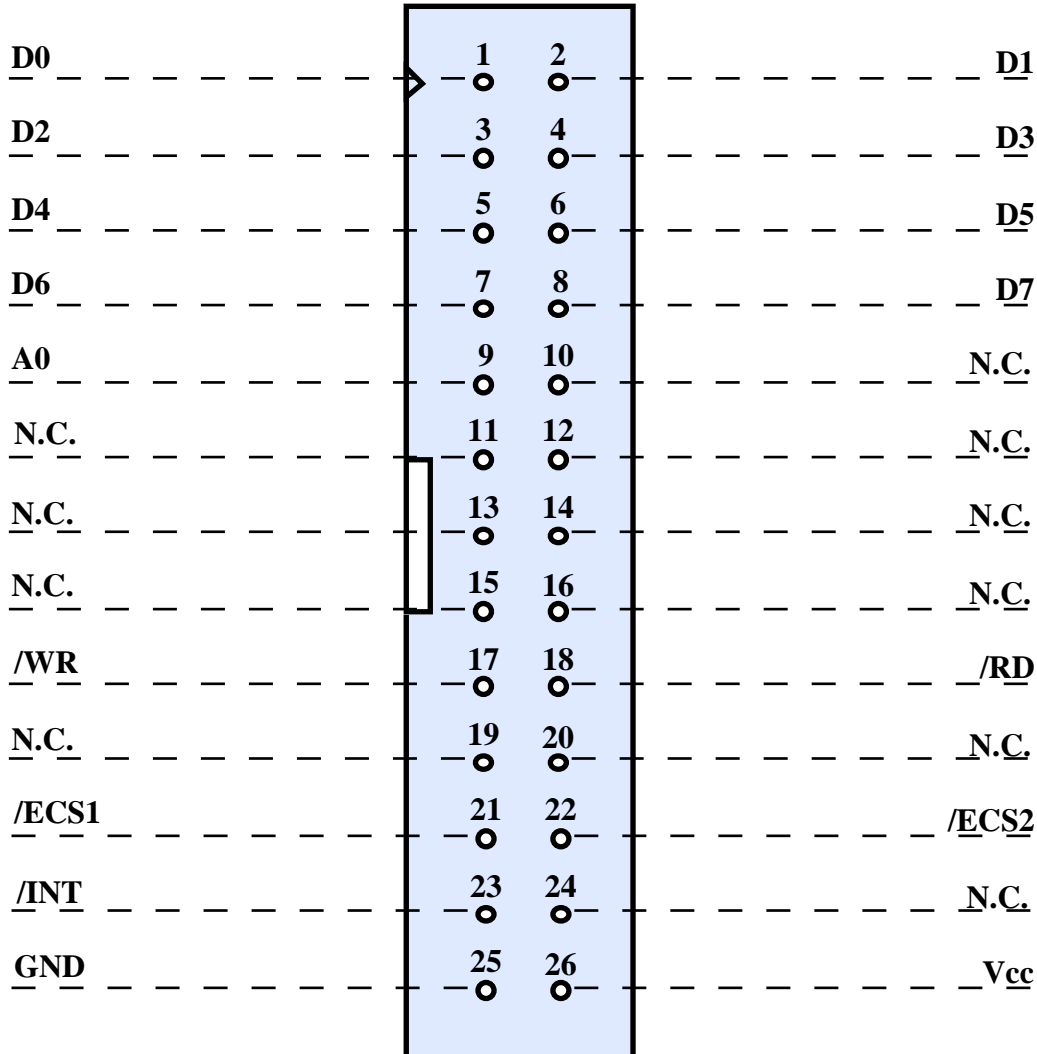 D0 1 2 D1
D2 3 4 D3
D4 5 6 D5
D6 7 8 D7
A0 9 10 N.C.
N.C. 11 12 N.C.
N.C. 13 14 N.C.
N.C. 15 16 N.C.
/WR 17 18 /RD
N.C. 19 20 N.C.
/ECS1 21 22 /ECS2
/INT 23 24 N.C.
GND 25 26 Vcc